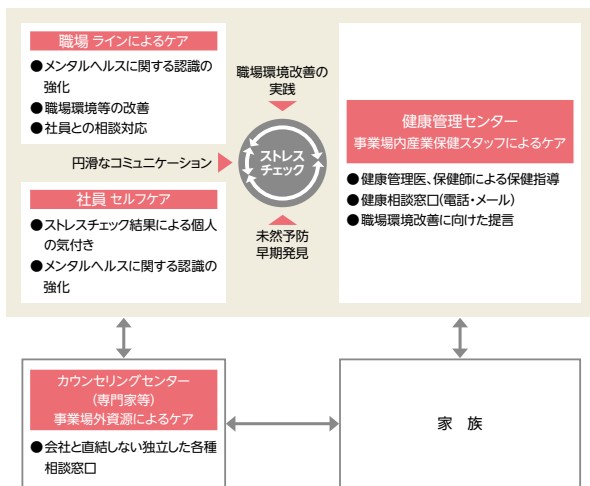 職場 ラインによるケア
●メンタルヘルスに関する認識の
強化
●職場環境等の改善
●社員との相談対応
円滑なコミュニケーション
社員 セルフケア
●ストレスチェック結果による個人
の気付き
●メンタルヘルスに関する認識の
強化
職場環境改善の
実践
ストレス
チェック
未然予防
早期発見
健康管理センター
事業場内産業保健スタッフによるケア
●健康管理医、保健師による保健指導
●健康相談窓口(電話・メール)
●職場環境改善に向けた提言
カウンセリングセンター
(専門家等)
事業場外資源によるケア
●会社と直結しない独立した各種
相談窓口
家 族